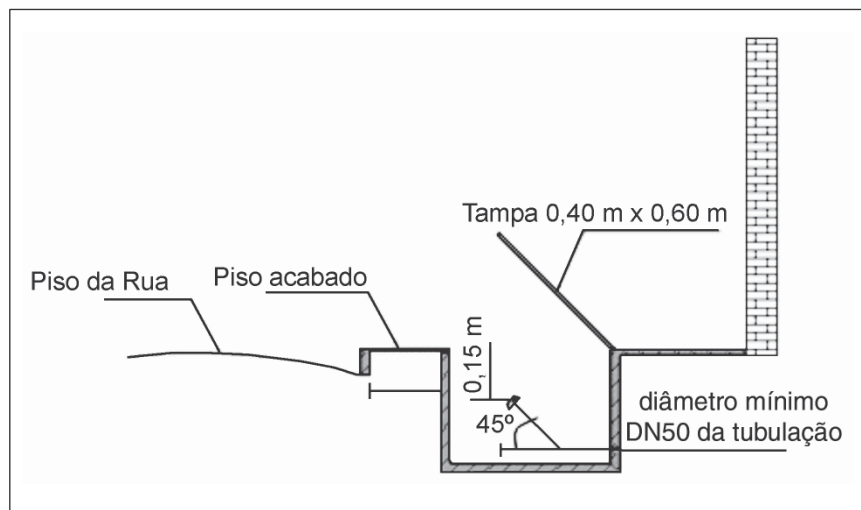 Tampa 0,40 m x 0,60 m
Piso da Rua
Piso acabado
0,15 m
45º
diâmetro mínimo
DN50 da tubulação